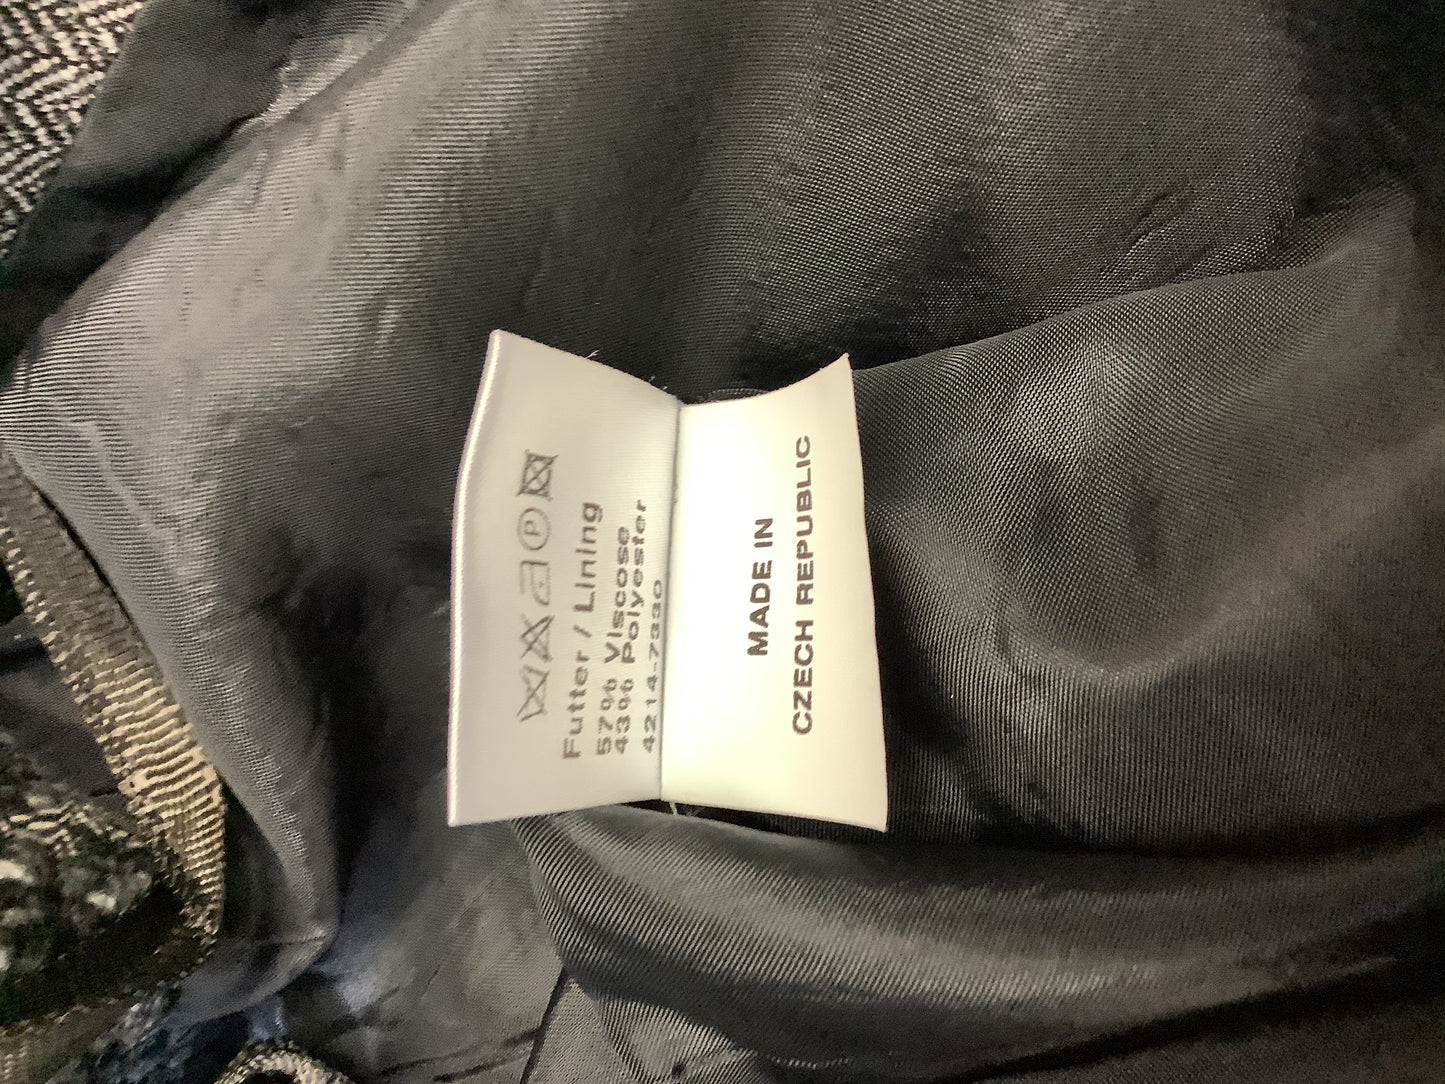 P
Futter / Lining
57% Viscose
43% Polyester
4214-7330
MADE IN
CZECH REPUBLIC